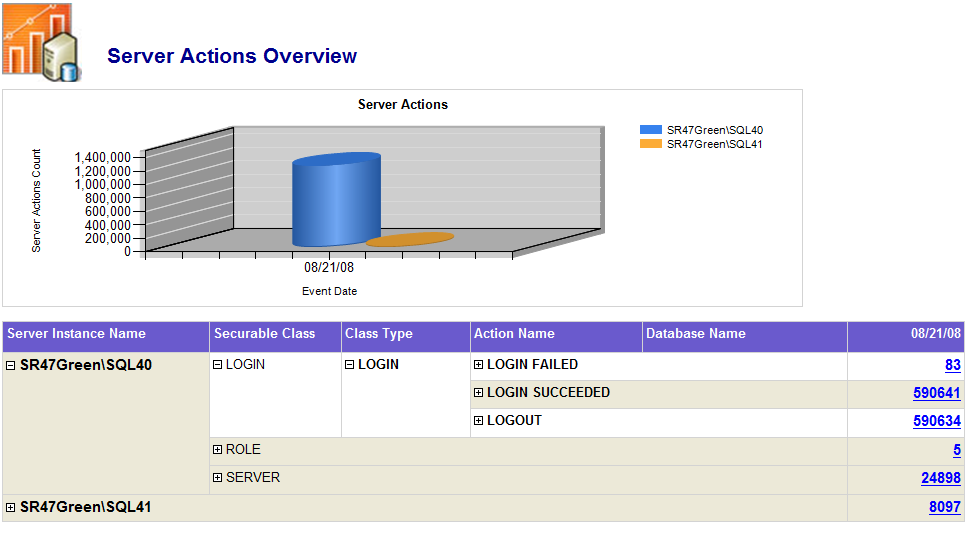 Server Actions Overview
Server Actions
SR47Green\SQL40
SR47Green\SQL41
Server Actions Count
1,400,000
1,200,000
1,000,000
800,000
600,000
400,000
200,000
0
08/21/08
Event Date
Server Instance Name Securable Class Class Type Action Name Database Name 08/21/08
SR47Green\SQL40 LOGIN LOGIN LOGIN FAILED 83
LOGIN SUCCEEDED 590641
LOGOUT 590634
ROLE 5
SERVER 24898
SR47Green\SQL41 8097